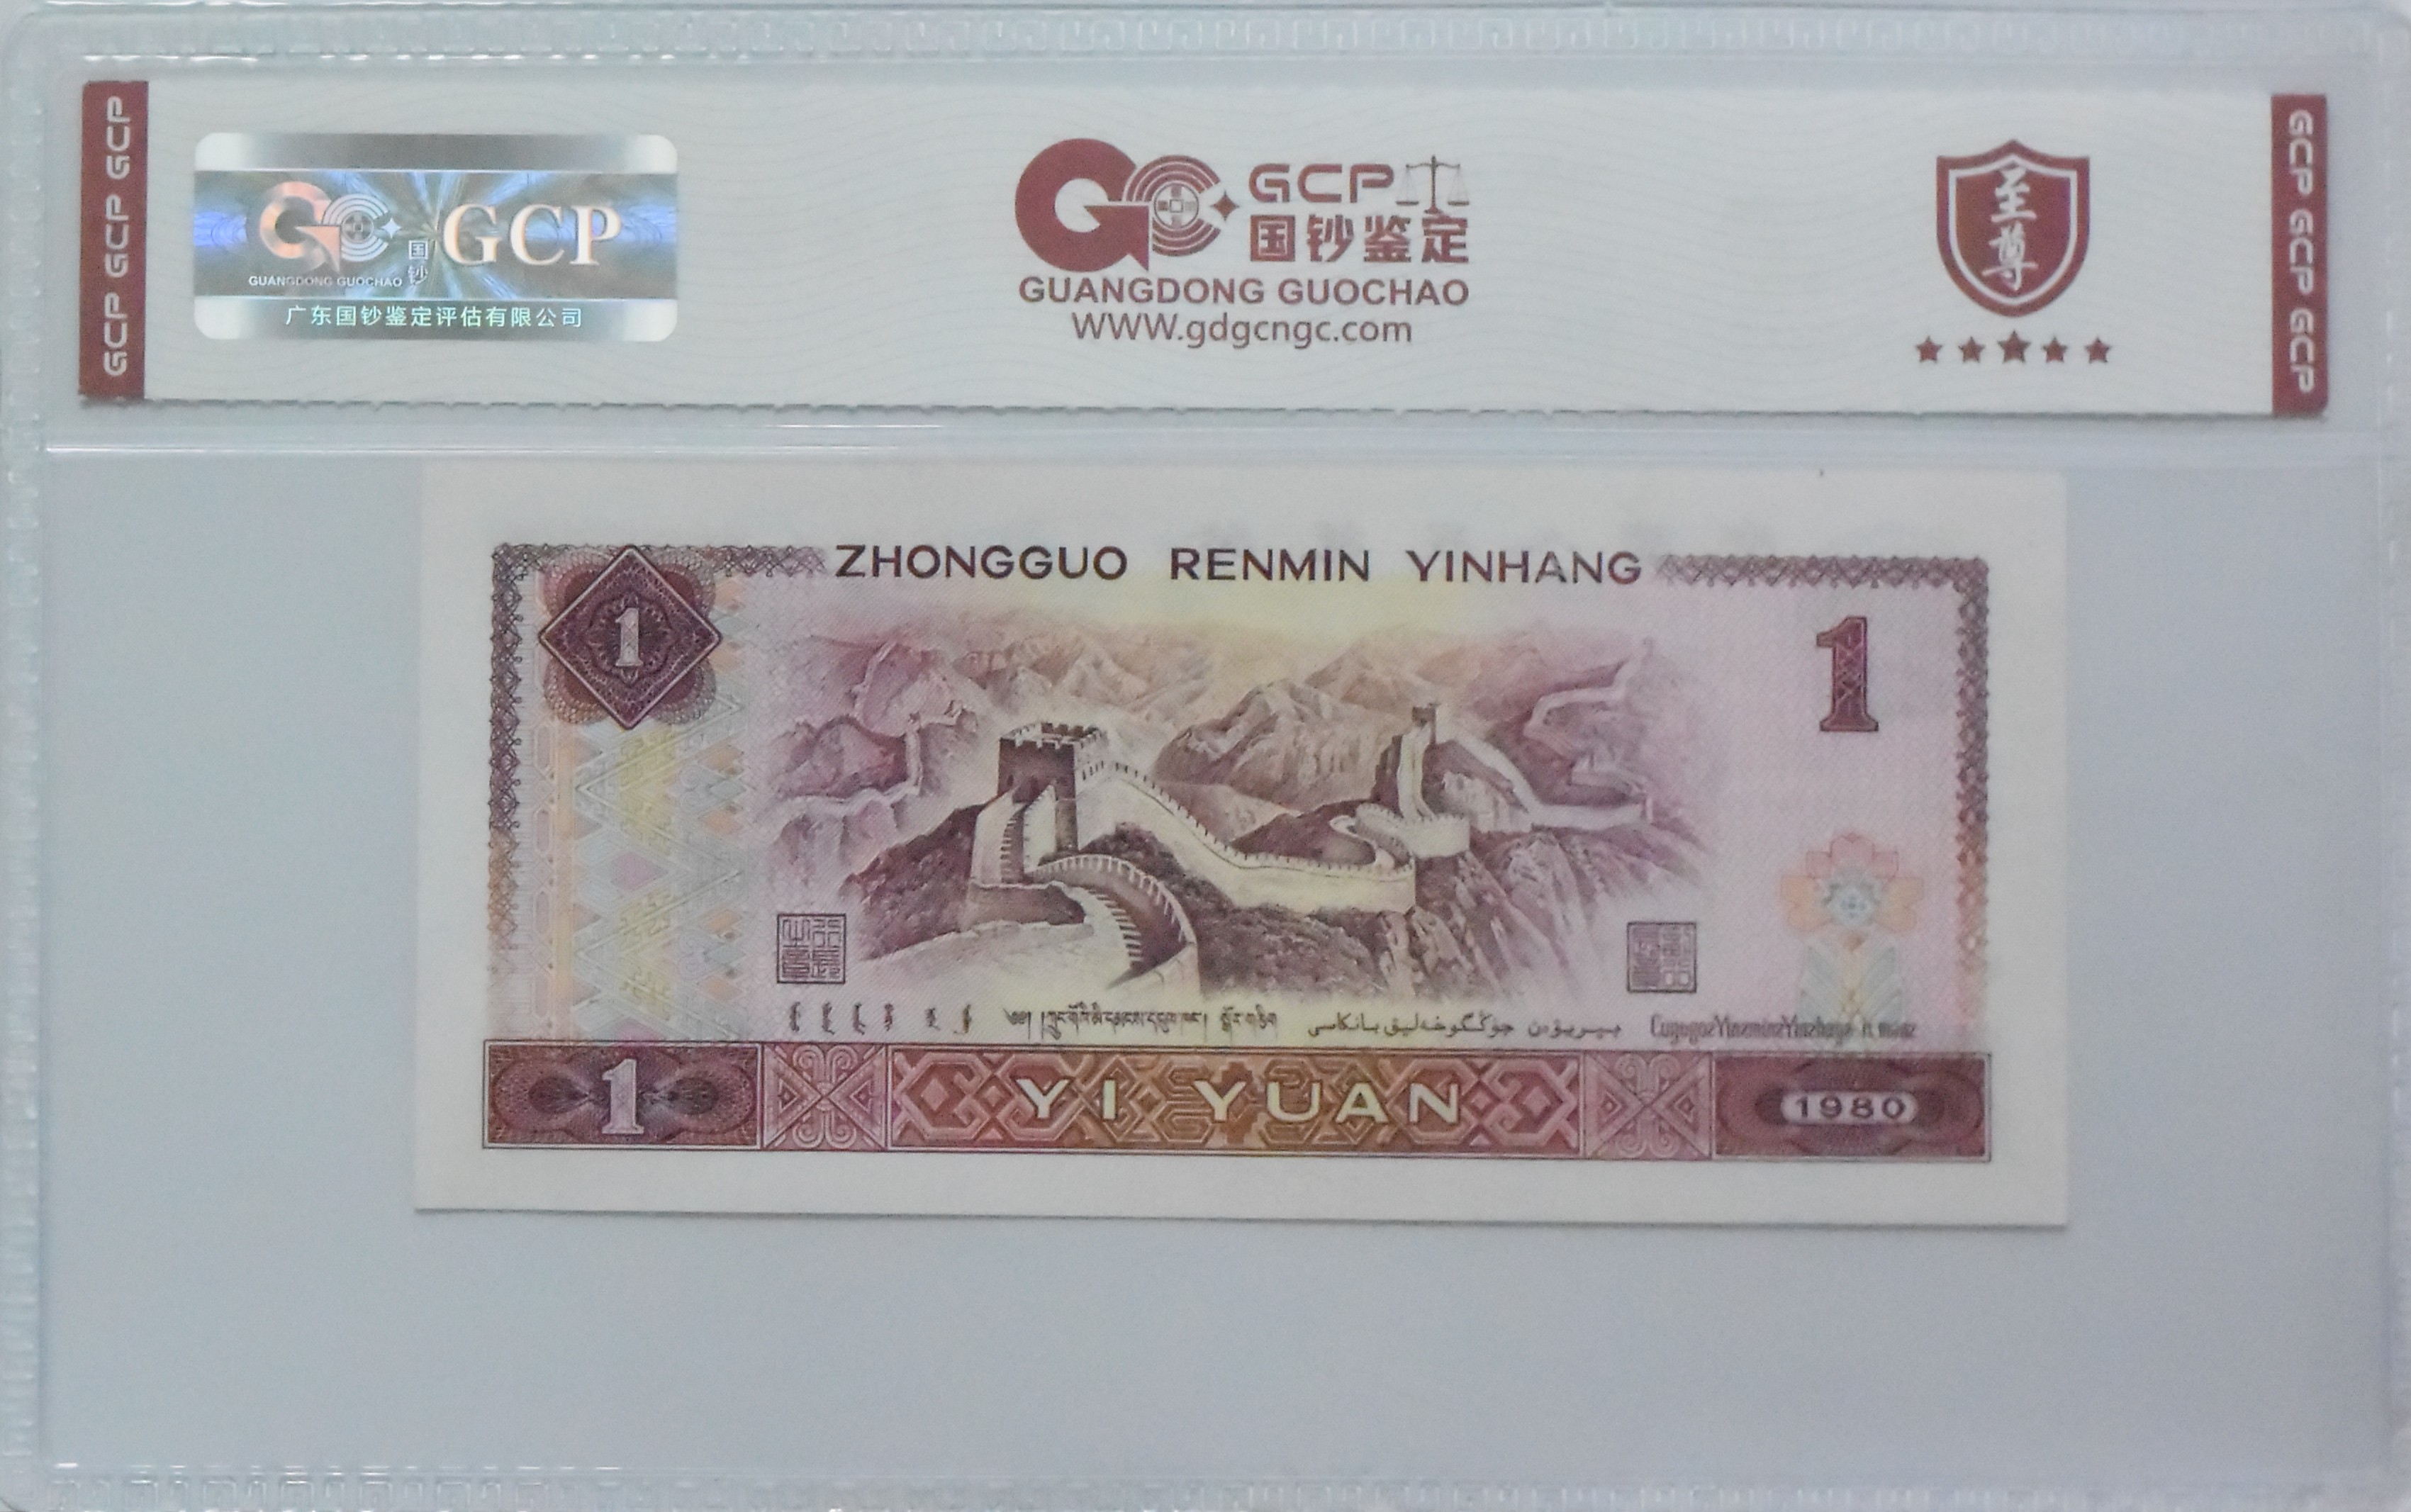 GCP GCP GCP
GUANGDONG GUOCHAO
国钞
GCP
广东国钞鉴定评估有限公司
GCP
国钞鉴定
GUANGDONG GUOCHAO
WWW.gdgcngc.com
至尊
GCP GCP GCP
ZHONGGUO RENMIN YINHANG
1
1
1
YI YUAN
1980